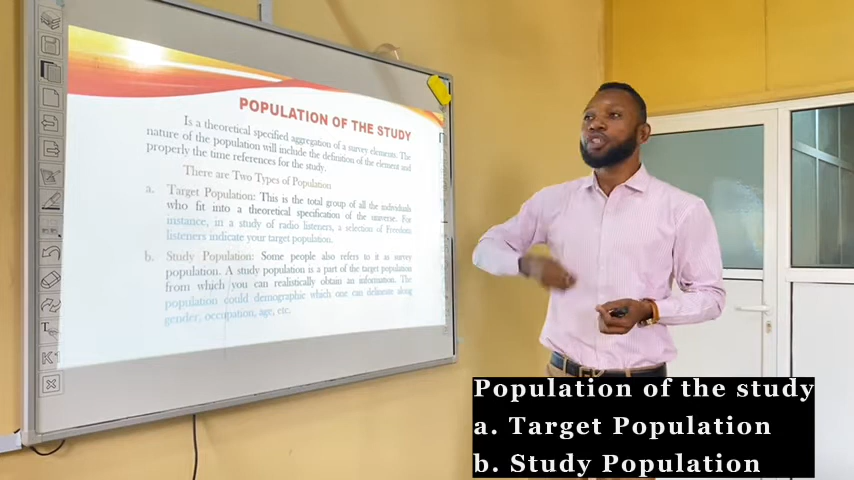 POPULATION OF THE STUDY
Is a theoretical specified aggregation of a survey elements. The
nature of the population will include the definition of the element and
properly the time references for the study.
There are Two Types of Population
a. Target Population: This is the total group of all the individuals
who fit into a theoretical specification of the universe. For
instance, in a study of radio listeners, a selection of Freedom
listeners indicate your target population.
b. Study Population: Some people also refers to it as survey
population. A study population is a part of the target population
from which you can realistically obtain an information. The
population could demographic which one can delineate along
gender, occupation, age, etc.
Population of the study
a. Target Population
b. Study Population